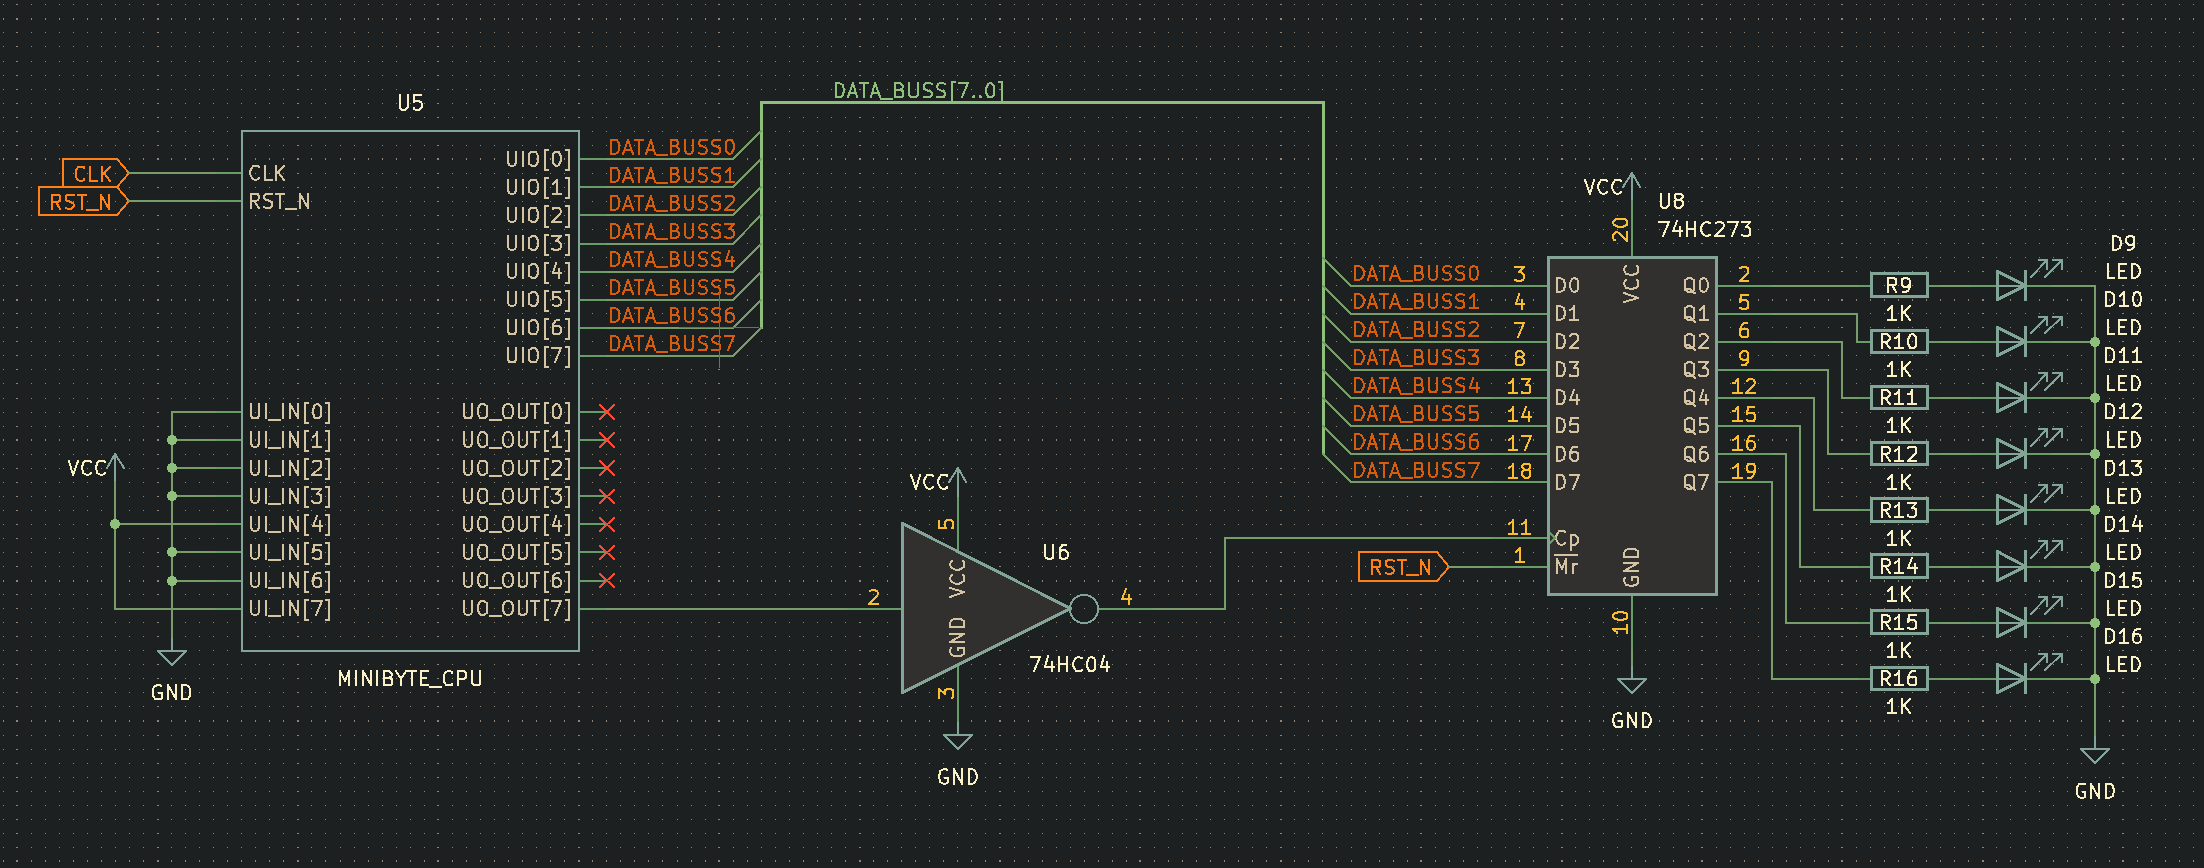 DATA_BUSS[7..0]
U5
CLK
RST_N
CLK
RST_N
UIO[0]
UIO[1]
UIO[2]
UIO[3]
UIO[4]
UIO[5]
UIO[6]
UIO[7]
DATA_BUSS0
DATA_BUSS1
DATA_BUSS2
DATA_BUSS3
DATA_BUSS4
DATA_BUSS5
DATA_BUSS6
DATA_BUSS7
VCC
UI_IN[0]
UI_IN[1]
UI_IN[2]
UI_IN[3]
UI_IN[4]
UI_IN[5]
UI_IN[6]
UI_IN[7]
UO_OUT[0]
UO_OUT[1]
UO_OUT[2]
UO_OUT[3]
UO_OUT[4]
UO_OUT[5]
UO_OUT[6]
UO_OUT[7]
GND
MINIBYTE_CPU
VCC
5
U6
VCC
2
4
GND
3
74HC04
GND
VCC
20
U8
74HC273
DATA_BUSS0
DATA_BUSS1
DATA_BUSS2
DATA_BUSS3
DATA_BUSS4
DATA_BUSS5
DATA_BUSS6
DATA_BUSS7
3
4
7
8
13
14
17
18
11
1
RST_N
D0
D1
D2
D3
D4
D5
D6
D7
Cp
Mr
VCC
GND
Q0
Q1
Q2
Q3
Q4
Q5
Q6
Q7
2
5
6
9
12
15
16
19
10
GND
R9
1K
R10
1K
R11
1K
R12
1K
R13
1K
R14
1K
R15
1K
R16
1K
D9
LED
D10
LED
D11
LED
D12
LED
D13
LED
D14
LED
D15
LED
D16
LED
GND